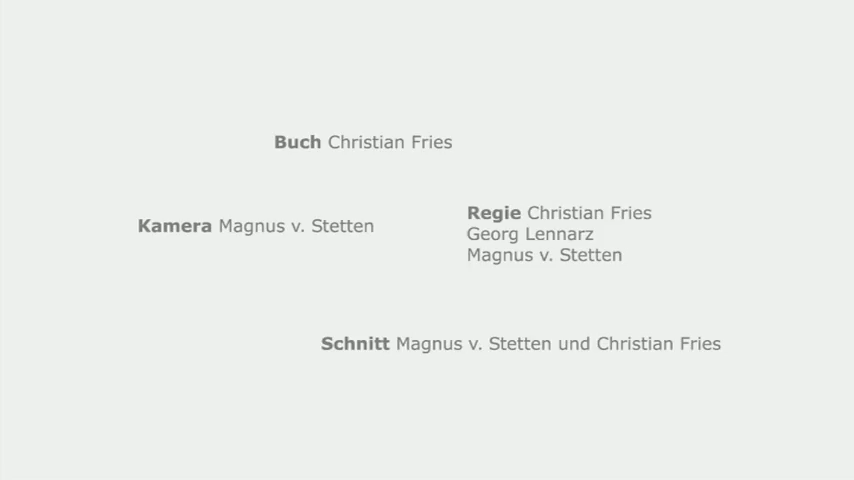 Buch Christian Fries
Kamera Magnus v. Stetten
Regie Christian Fries
Georg Lennarz
Magnus v. Stetten
Schnitt Magnus v. Stetten und Christian Fries